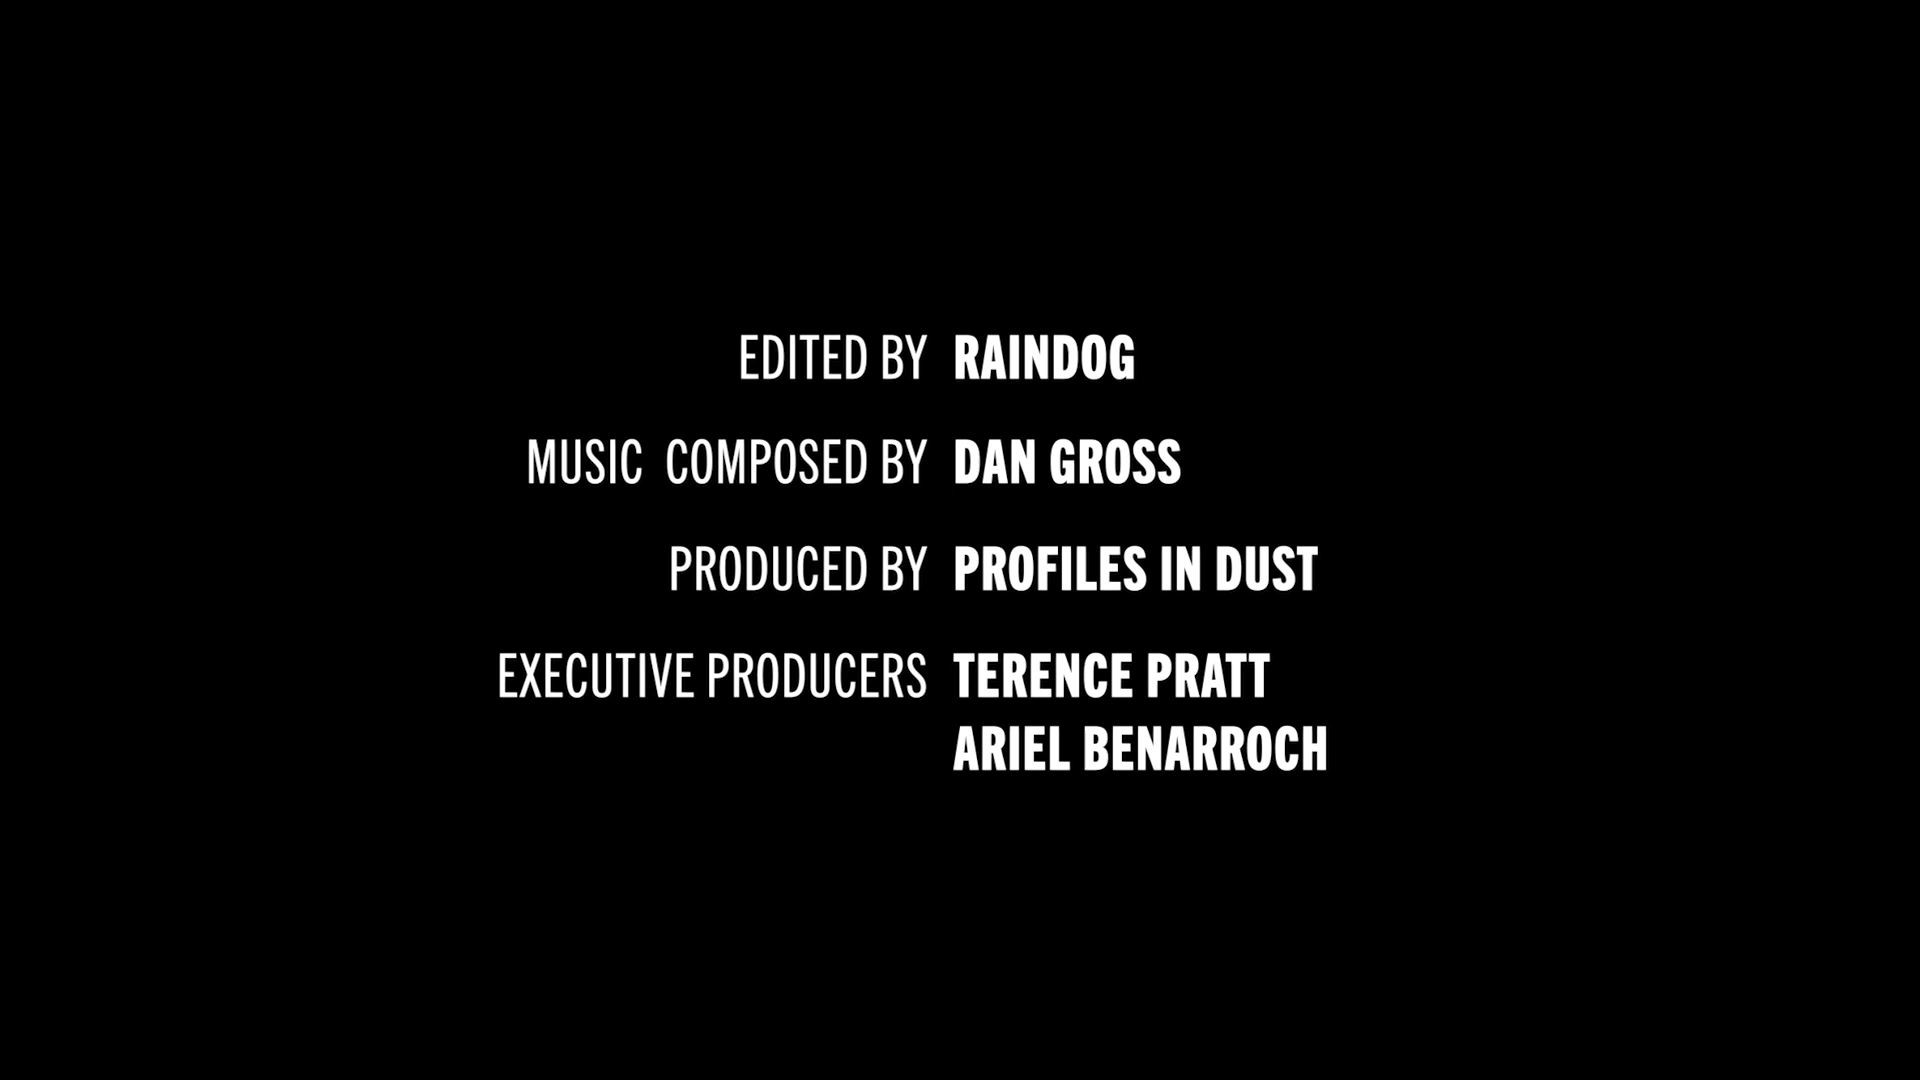 EDITED BY RAINDOG
MUSIC COMPOSED BY DAN GROSS
PRODUCED BY PROFILES IN DUST
EXECUTIVE PRODUCERS TERENCE PRATT
ARIEL BENARROCH